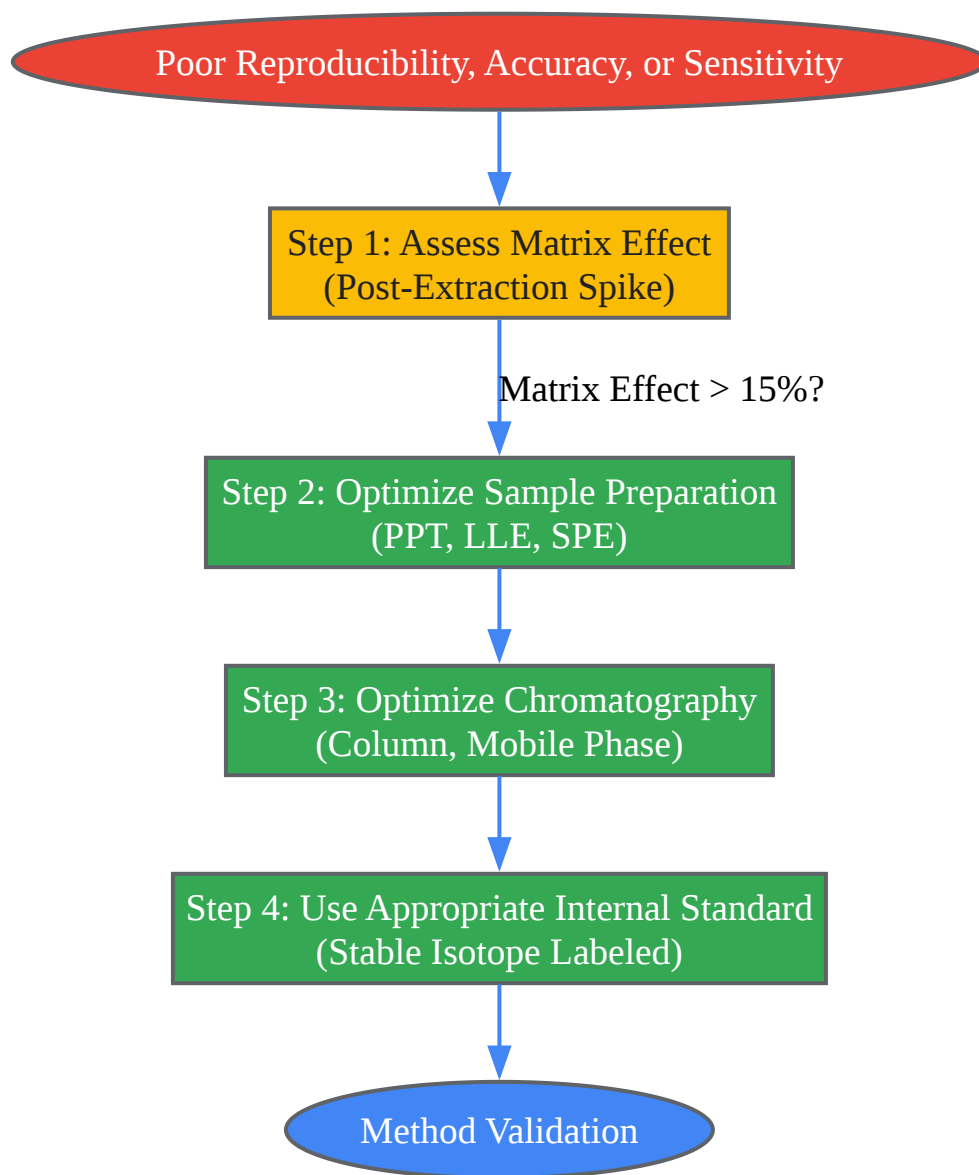 Poor Reproducibility, Accuracy, or Sensitivity
Step 1: Assess Matrix Effect
(Post-Extraction Spike)
Matrix Effect > 15%?
Step 2: Optimize Sample Preparation
(PPT, LLE, SPE)
Step 3: Optimize Chromatography
(Column, Mobile Phase)
Step 4: Use Appropriate Internal Standard
(Stable Isotope Labeled)
Method Validation